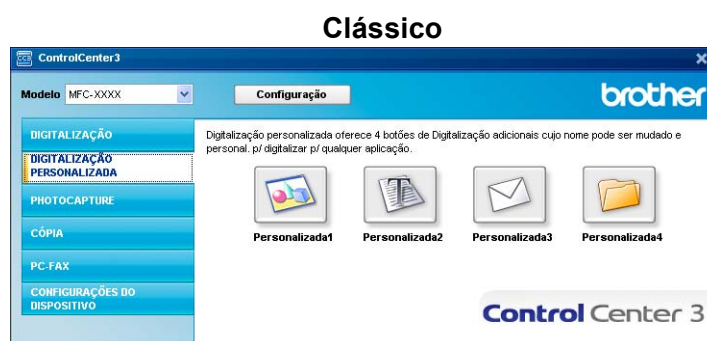 Clássico
ControlCenter3
Modelo MFC-XXXX Configuração brother
DIGITALIZAÇÃO
DIGITALIZAÇÃO
PERSONALIZADA
PHOTOCAPTURE
CÓPIA
PC-FAX
CONFIGURAÇÕES DO
DISPOSITIVO
Digitalização personalizada oferece 4 botões de Digitalização adicionais cujo nome pode ser mudado e
personal. p/ digitalizar p/ qualquer aplicação.
Personalizada1 Personalizada2 Personalizada3 Personalizada4
Control Center 3